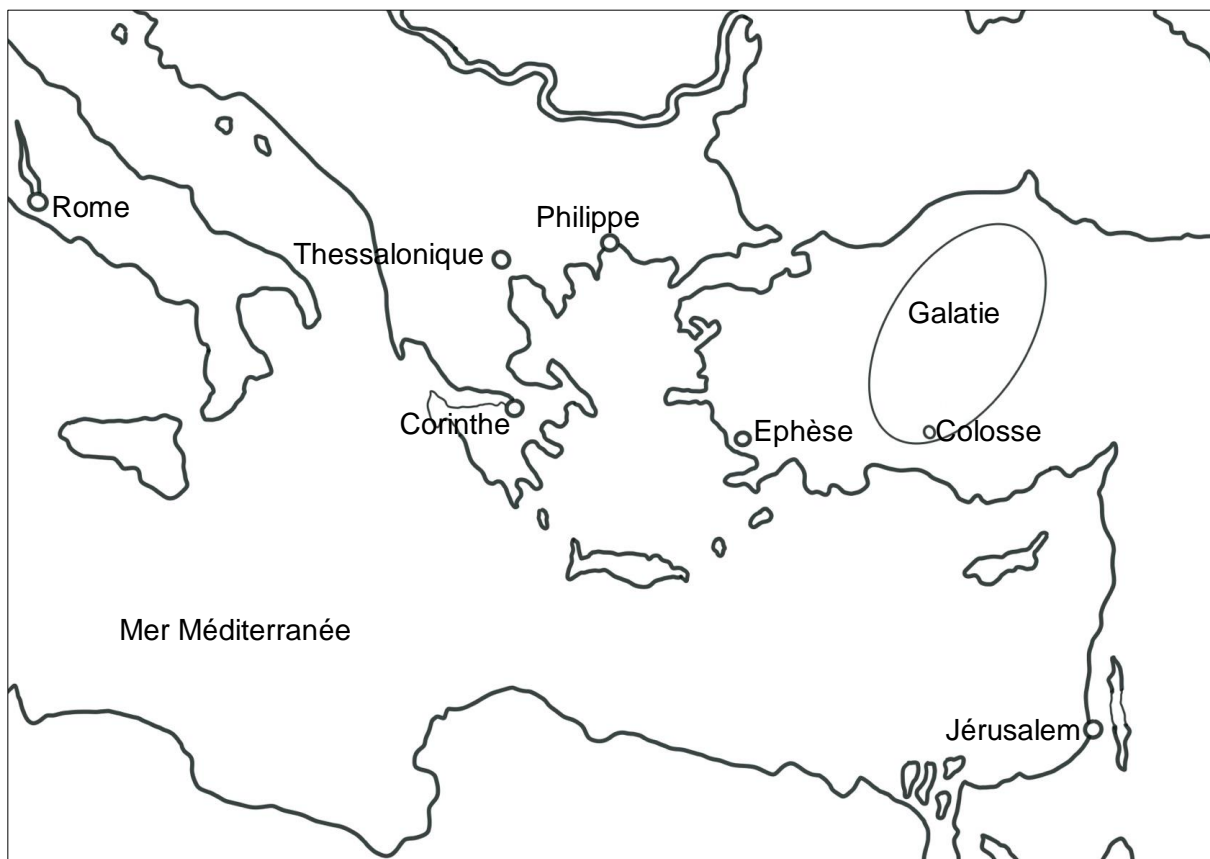 Rome
Philippe
Thessalonique
Galatie
Corinthe
Ephèse
Colosse
Mer Méditerranée
Jérusalem